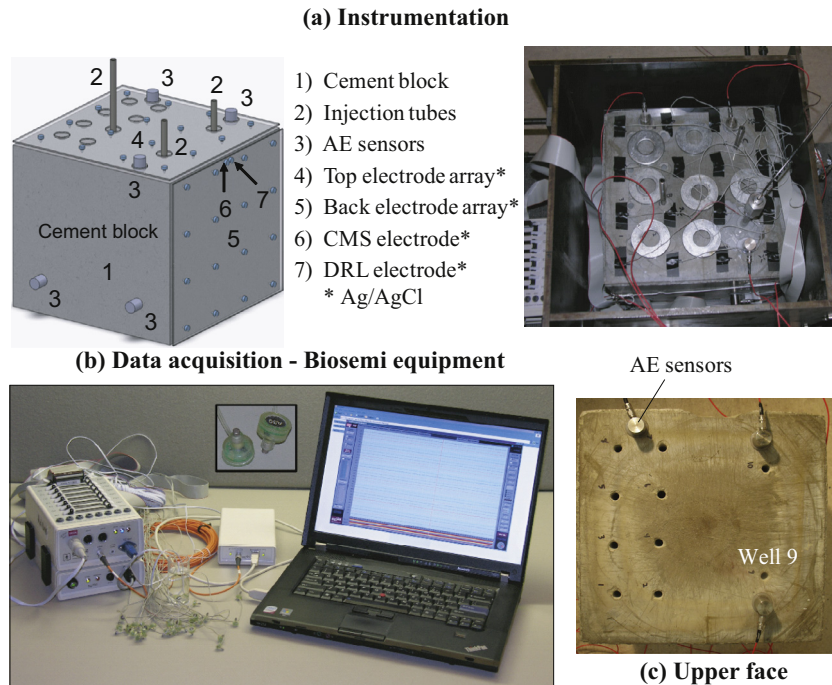 (a) Instrumentation
2
3
2
3
4
2
3
6
7
5
Cement block
1
3
3
1) Cement block
2) Injection tubes
3) AE sensors
4) Top electrode array*
5) Back electrode array*
6) CMS electrode*
7) DRL electrode*
* Ag/AgCl
(b) Data acquisition - Biosemi equipment
AE sensors
Well 9
(c) Upper face